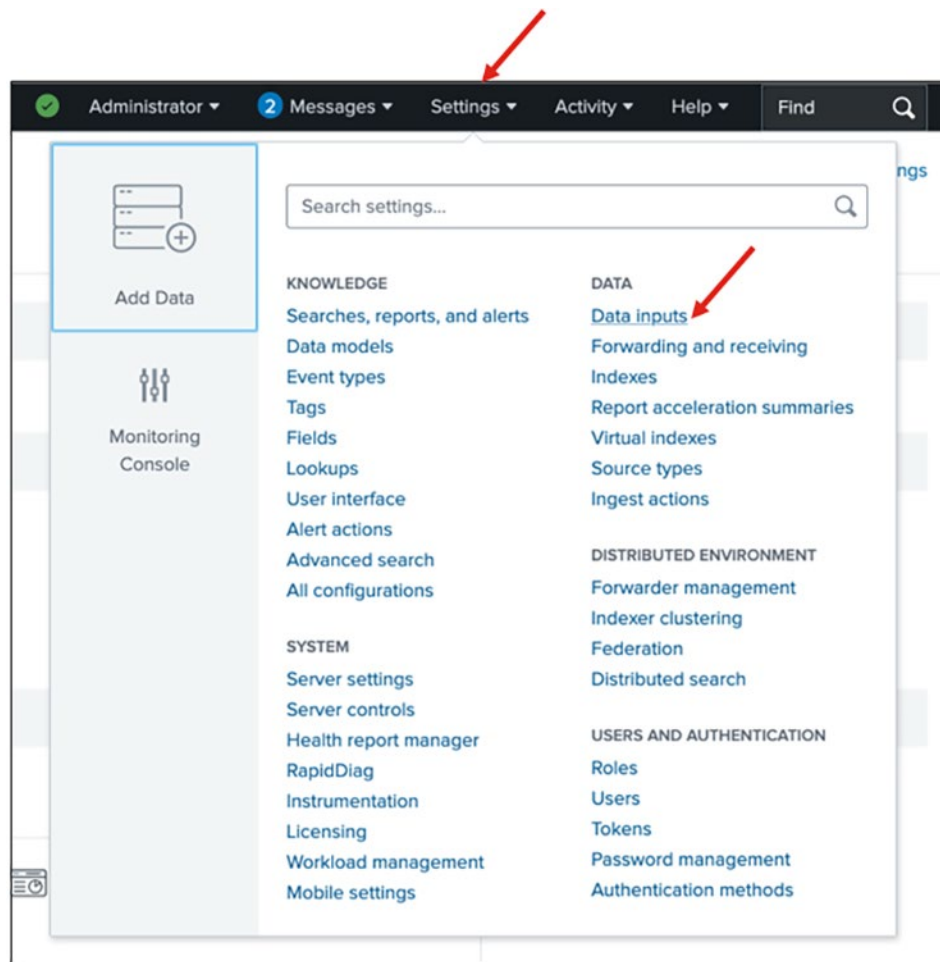 Administrator 2 Messages Settings Activity Help Find
ngs
Search settings...
Add Data
Monitoring
Console
KNOWLEDGE
Searches, reports, and alerts
Data models
Event types
Tags
Fields
Lookups
User interface
Alert actions
Advanced search
All configurations
SYSTEM
Server settings
Server controls
Health report manager
RapidDiag
Instrumentation
Licensing
Workload management
Mobile settings
DATA
Data inputs
Forwarding and receiving
Indexes
Report acceleration summaries
Virtual indexes
Source types
Ingest actions
DISTRIBUTED ENVIRONMENT
Forwarder management
Indexer clustering
Federation
Distributed search
USERS AND AUTHENTICATION
Roles
Users
Tokens
Password management
Authentication methods